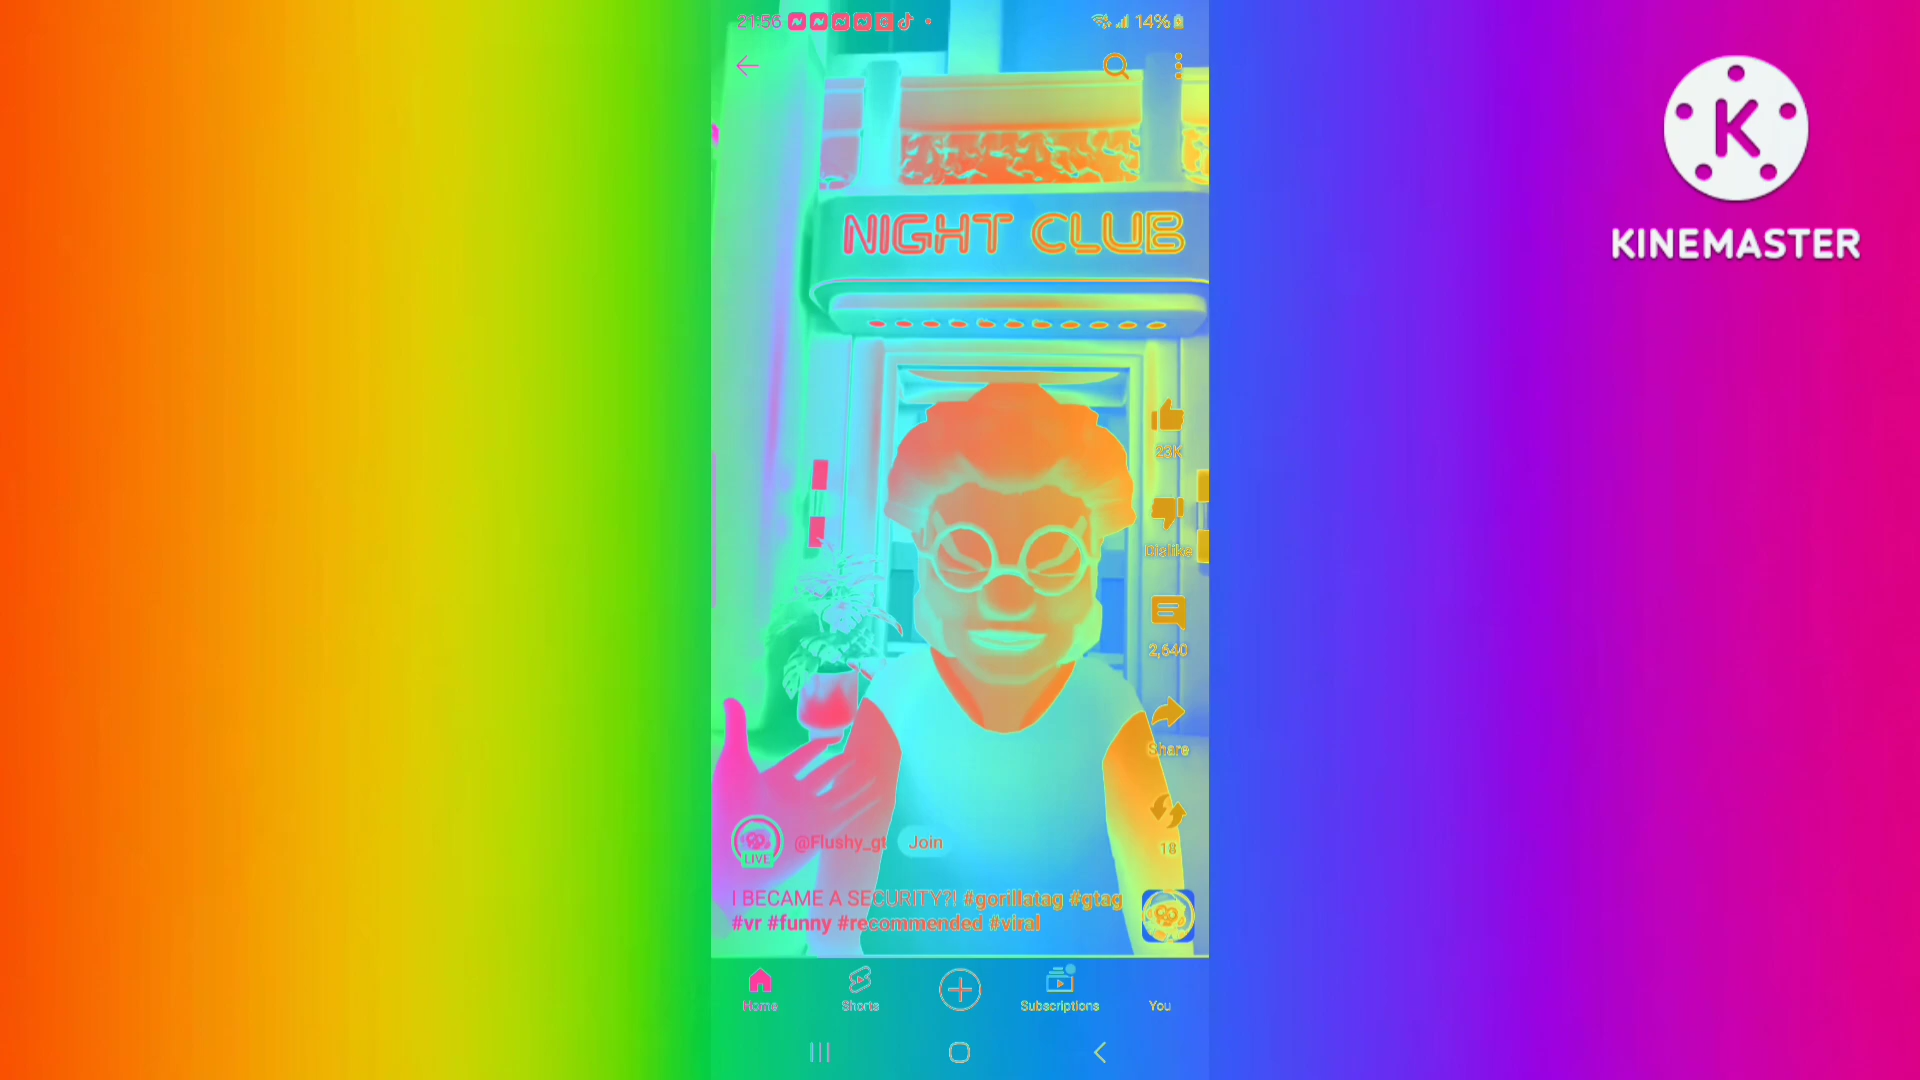 21:56
14%
K
KINEMASTER
NIGHT CLUB
23K
Dislike
2,640
Share
18
@Flushy_gt
Join
LIVE
I BECAME A SECURITY?! #gorillatag #gtag
#vr #funny #recommended #viral
Home
Shorts
Subscriptions
You